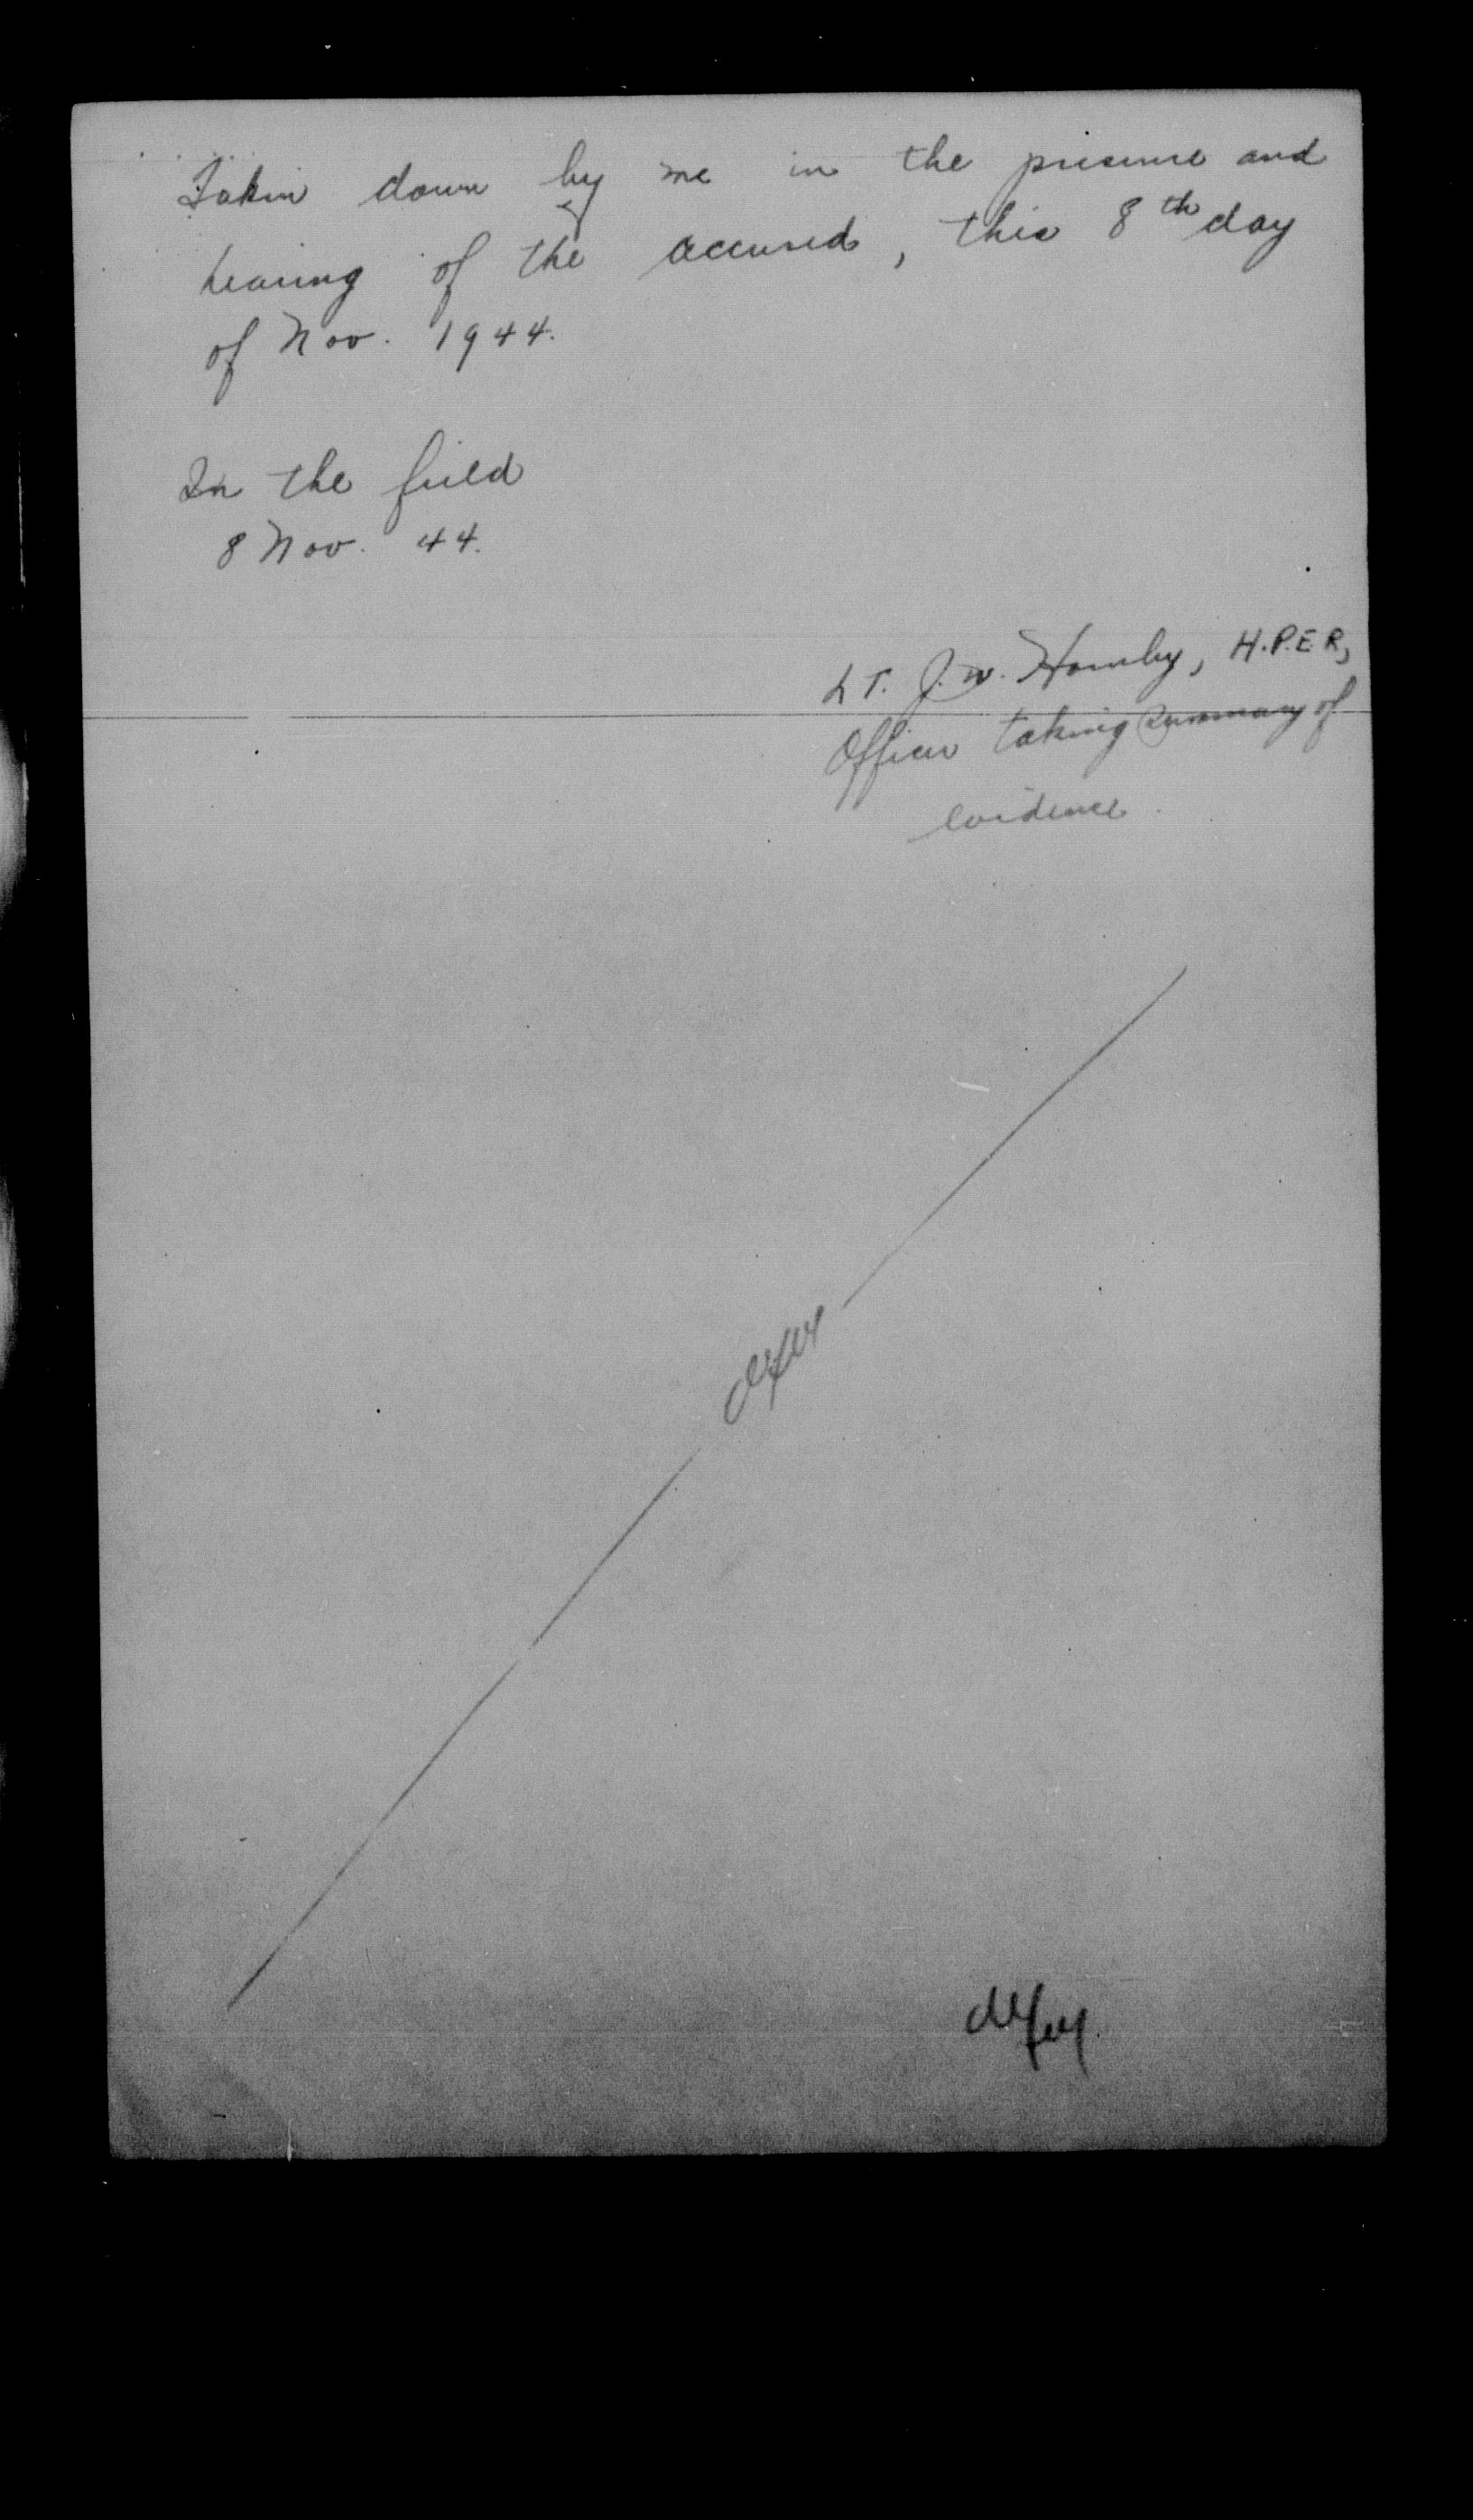 Taken down by me in the presence and
hearing of the accused, this 8th day
of Nov. 1944.
In the field
8 Nov. 44.
LT. J.W. Hornby, H.P.E.R,
Officer taking summary of
evidence.